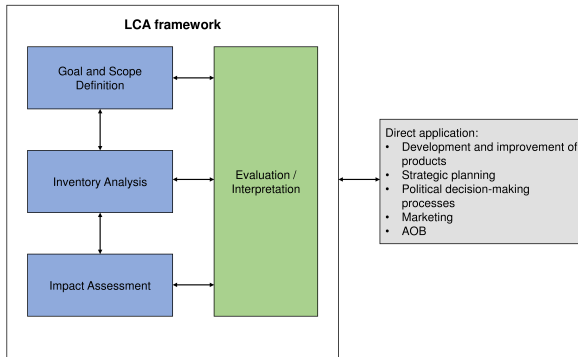 LCA framework
Goal and Scope
Definition
Inventory Analysis
Impact Assessment
Evaluation /
Interpretation
Direct application:
• Development and improvement of
products
• Strategic planning
• Political decision-making
processes
• Marketing
• AOB